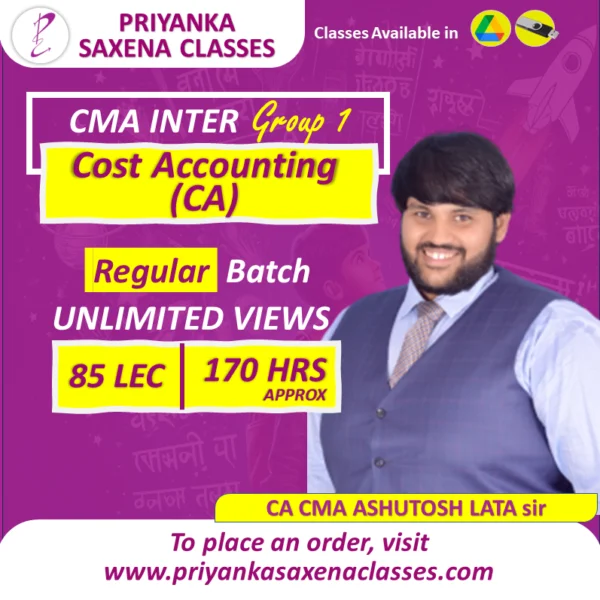 PRIYANKA
SAXENA CLASSES
Classes Available in
CMA INTER Group 1
Cost Accounting
(CA)
Regular Batch
UNLIMITED VIEWS
85 LEC | 170 HRS
APPROX
CA CMA ASHUTOSH LATA sir
To place an order, visit
www.priyankasaxenaclasses.com